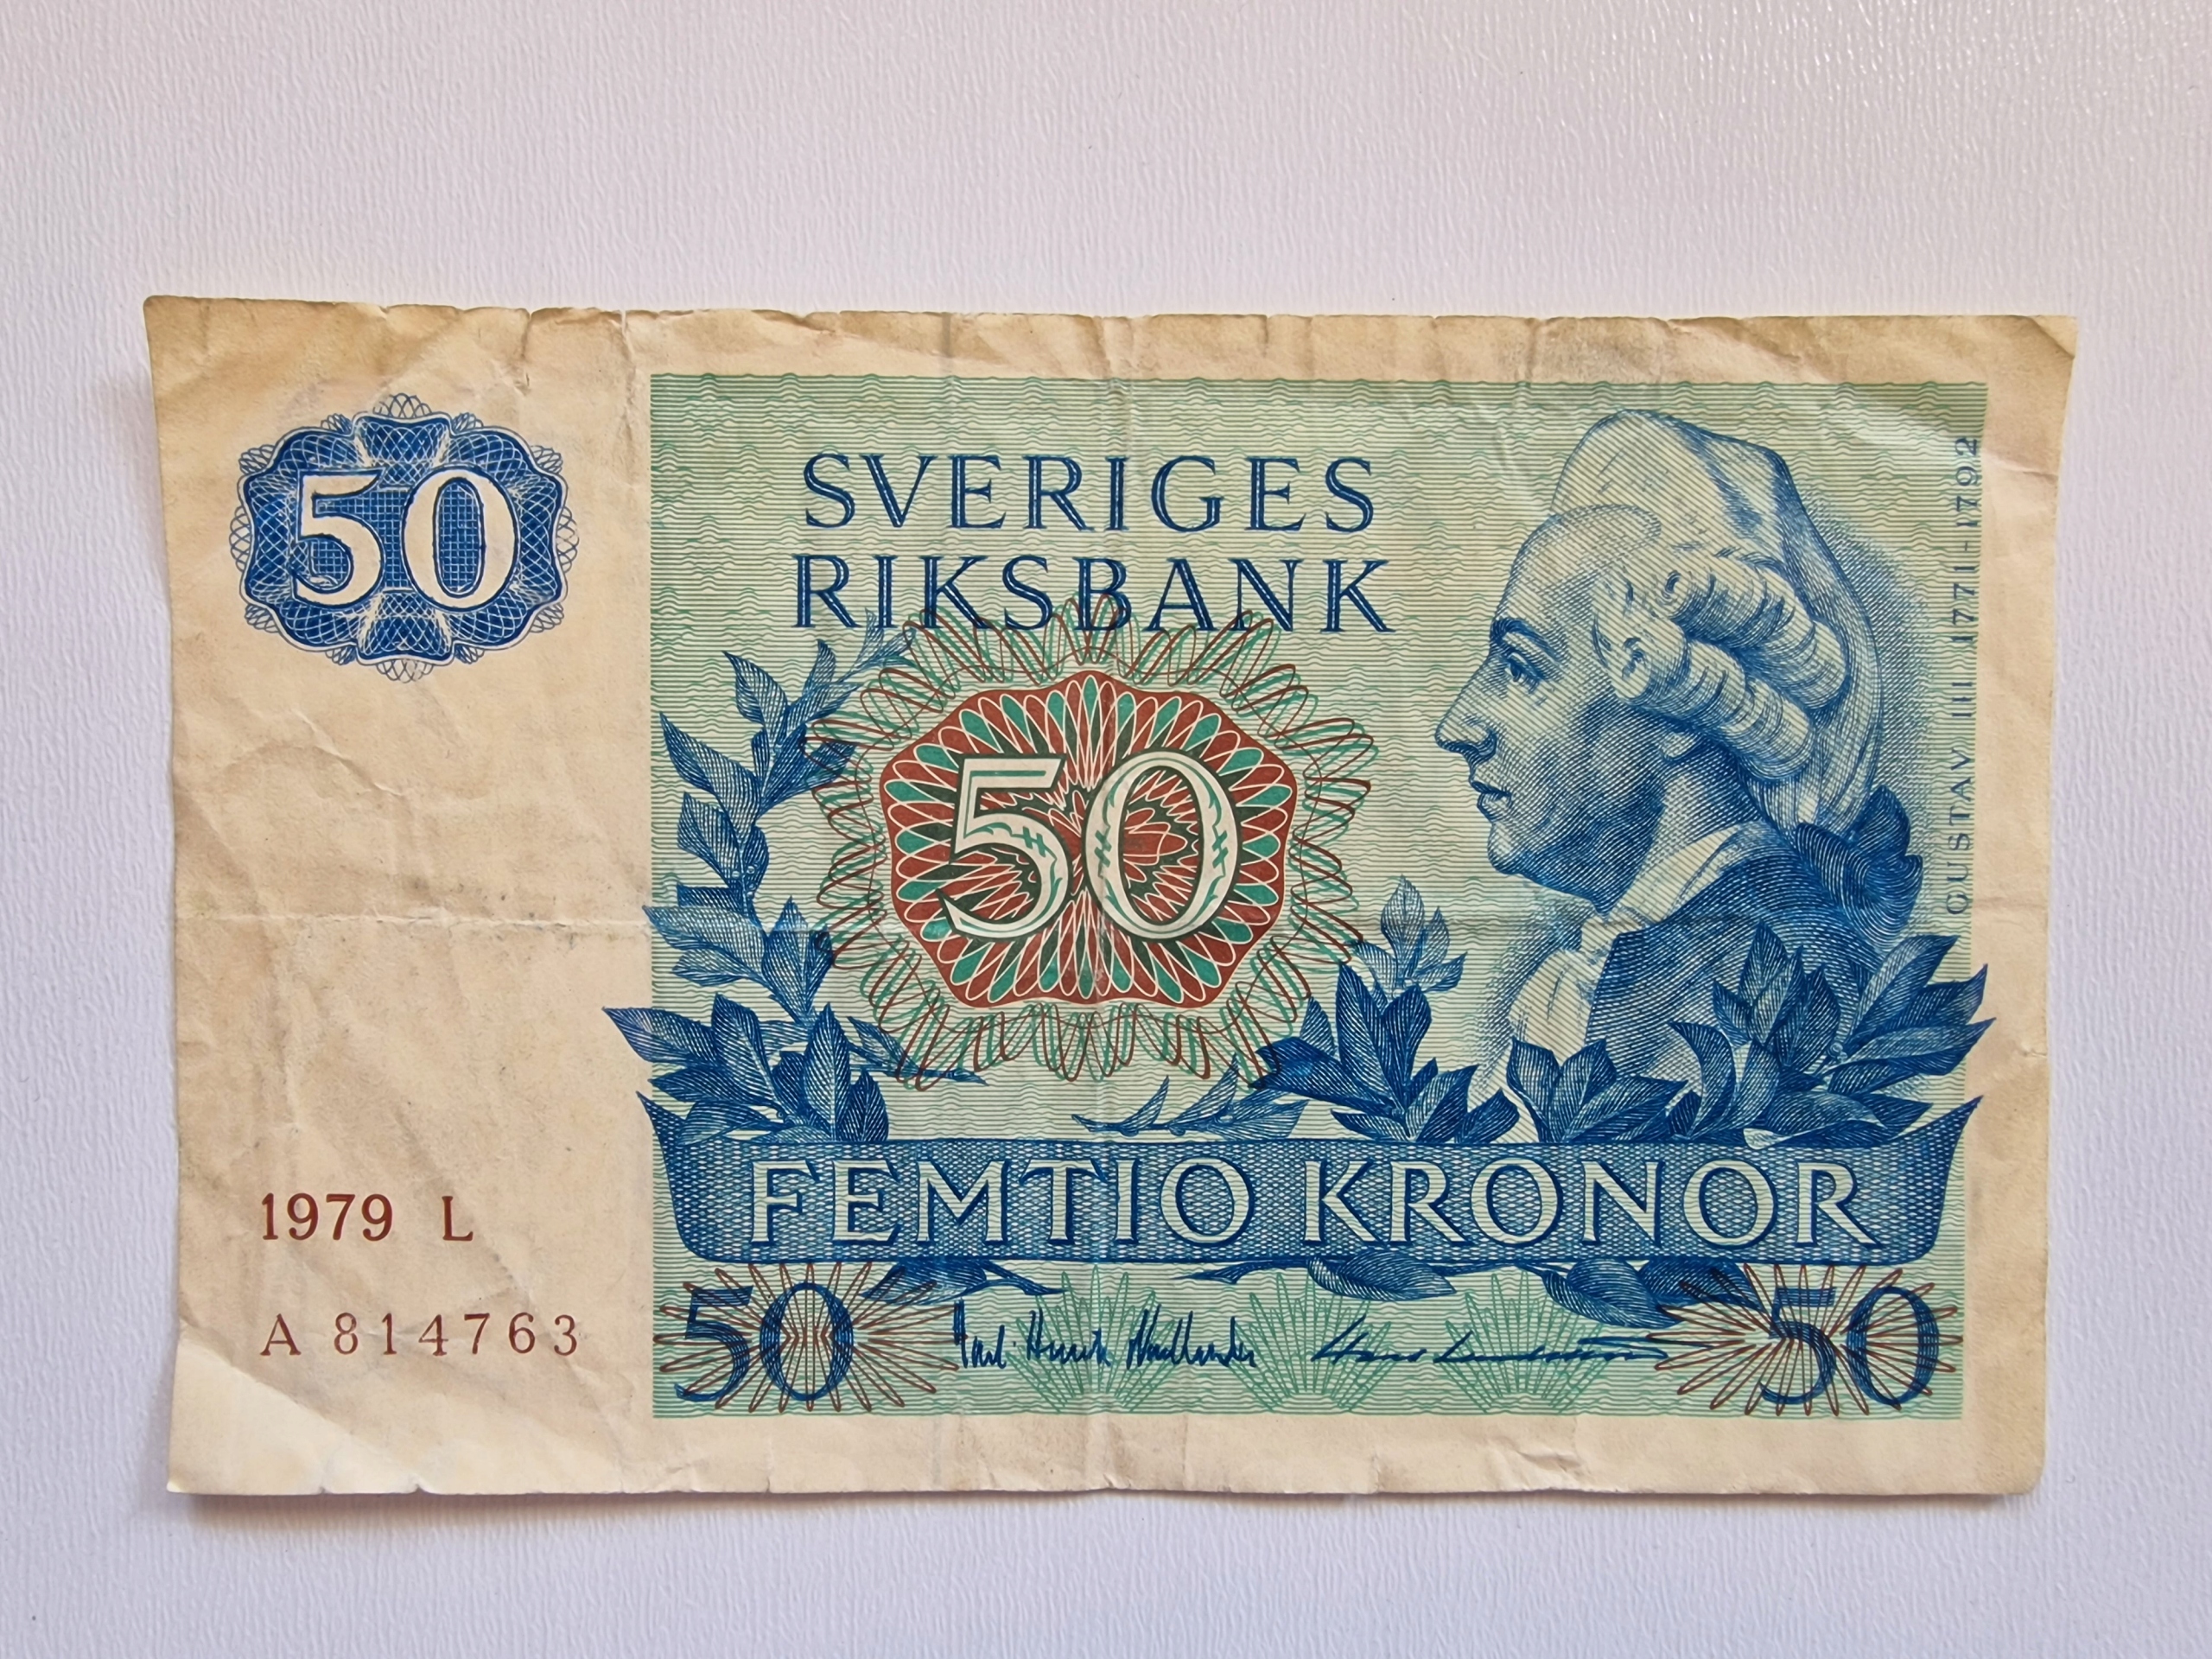 50
SVERIGES
RIKSBANK
50
GUSTAV III. 1771-1792
FEMTIO KRONOR
1979 L
A 814763
50
50